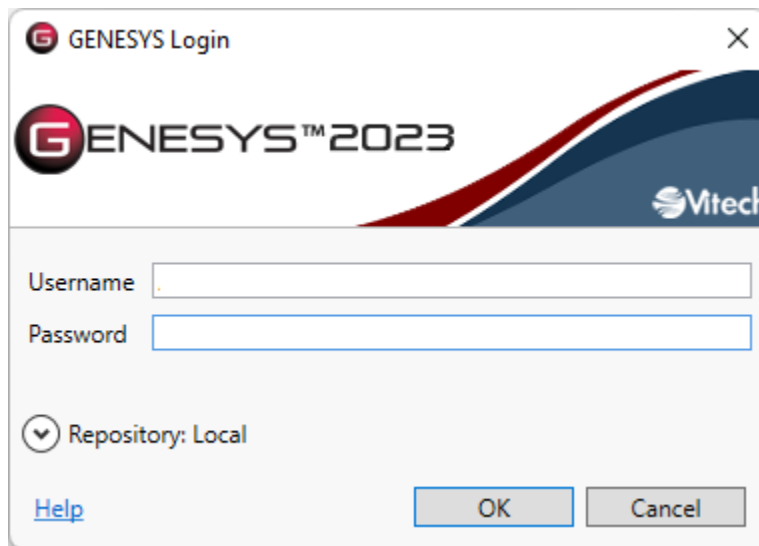 GENESYS Login
GENESYS™2023
Vitech
Username
Password
Repository: Local
Help
OK
Cancel